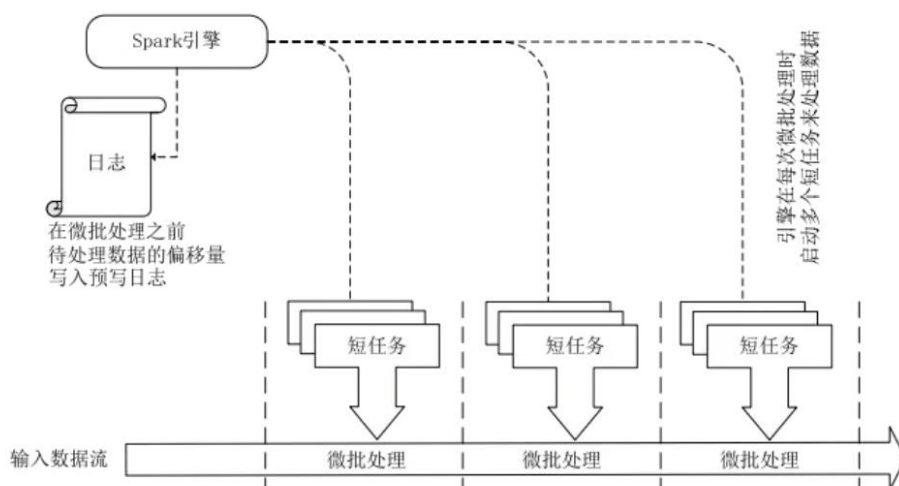 Spark引擎
引擎在每次微批处理时
启动多个短任务来处理数据
日志
在微批处理之前
待处理数据的偏移量
写入预写日志
短任务
短任务
短任务
输入数据流
微批处理
微批处理
微批处理